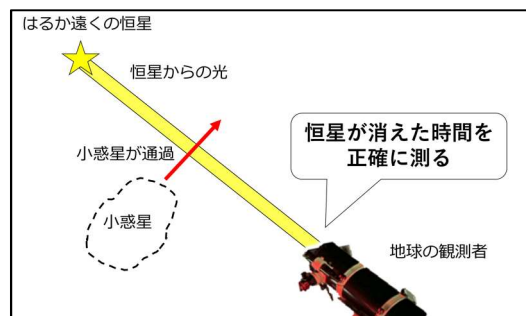 はるか遠くの恒星
恒星からの光
恒星が消えた時間を
正確に測る
小惑星が通過
小惑星
地球の観測者